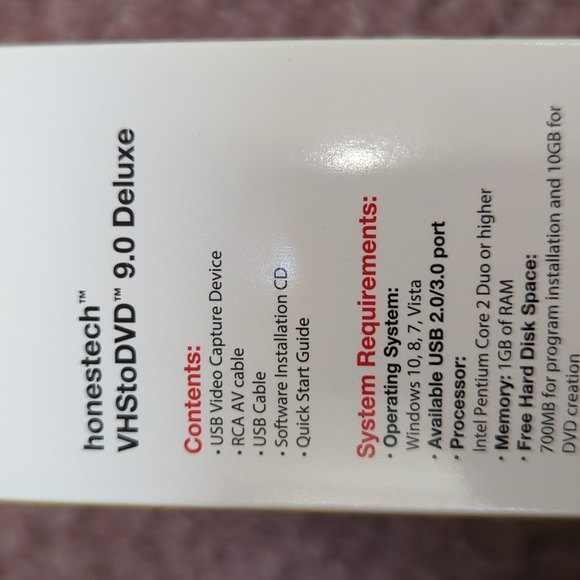 honestech™
VHStoDVD™ 9.0 Deluxe
Contents:
• USB Video Capture Device
• RCA AV cable
• USB Cable
• Software Installation CD
• Quick Start Guide
System Requirements:
• Operating System:
Windows 10, 8, 7, Vista
• Available USB 2.0/3.0 port
• Processor:
Intel Pentium Core 2 Duo or higher
• Memory: 1GB of RAM
• Free Hard Disk Space:
700MB for program installation and 10GB for
DVD creation